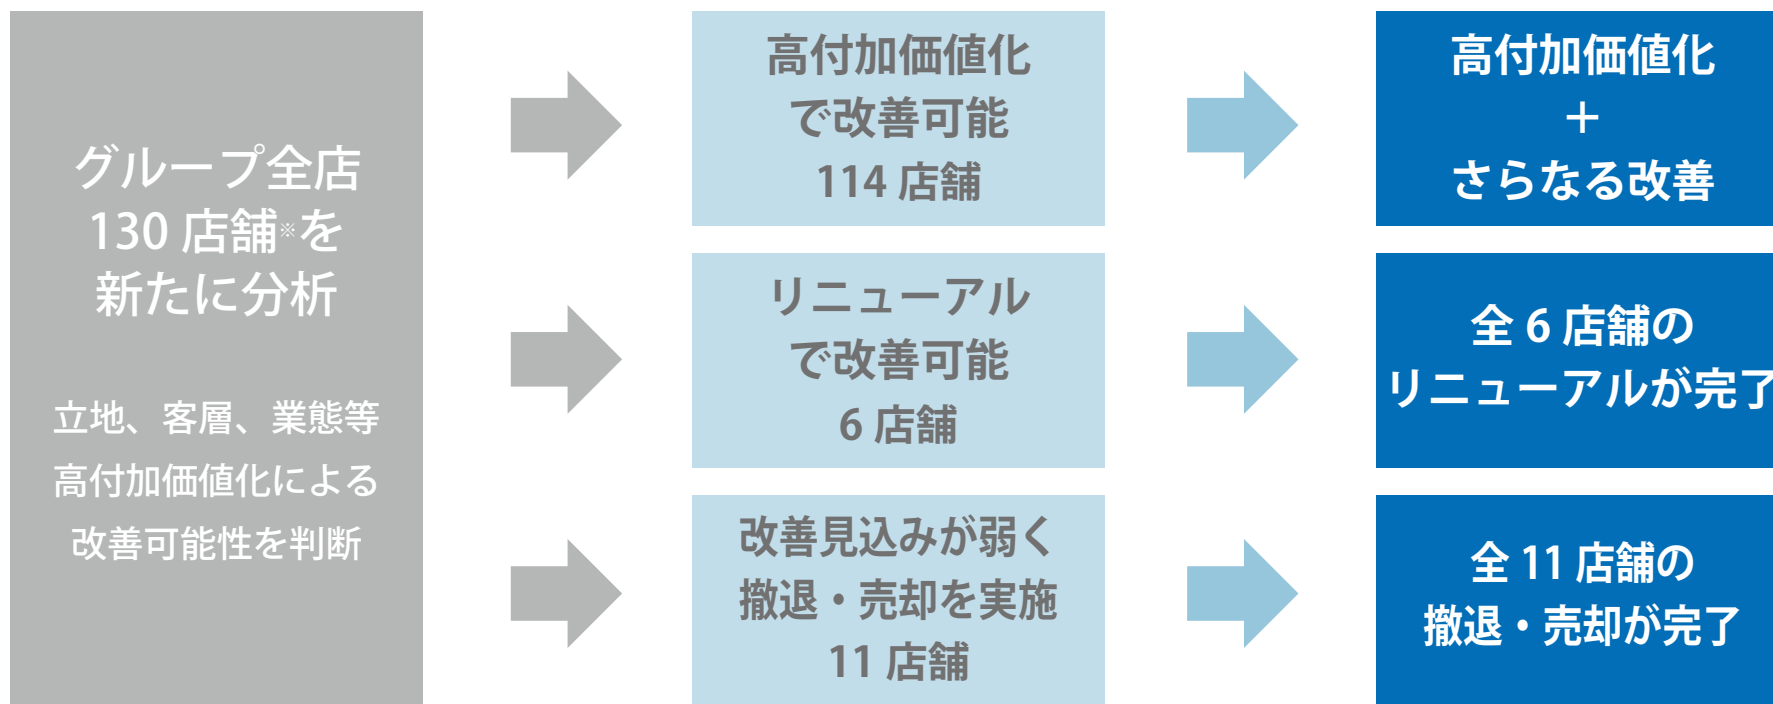 グループ全店
130 店舗※を
新たに分析
立地、客層、業態等
高付加価値化による
改善可能性を判断
高付加価値化
で改善可能
114 店舗
高付加価値化
＋
さらなる改善
リニューアル
で改善可能
6 店舗
全 6 店舗の
リニューアルが完了
改善見込みが弱く
撤退・売却を実施
11 店舗
全 11 店舗の
撤退・売却が完了